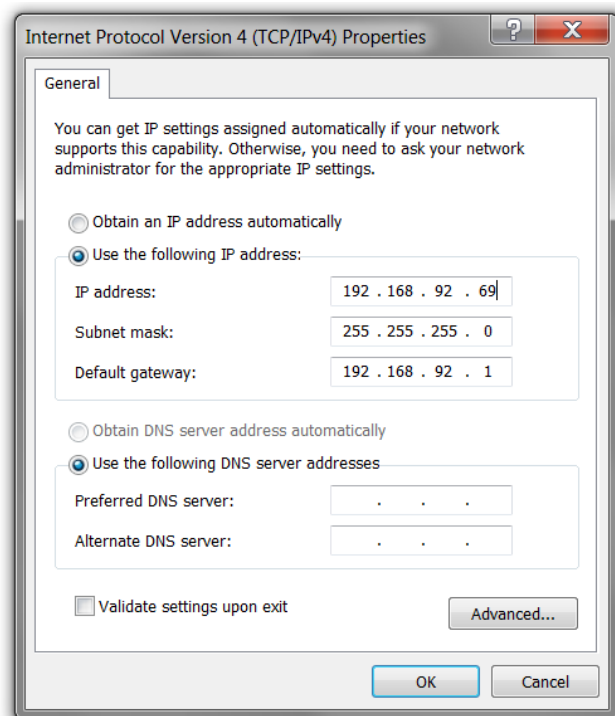 Internet Protocol Version 4 (TCP/IPv4) Properties
?
X
General
You can get IP settings assigned automatically if your network
supports this capability. Otherwise, you need to ask your network
administrator for the appropriate IP settings.
Obtain an IP address automatically
Use the following IP address:
IP address: 192 . 168 . 92 . 69
Subnet mask: 255 . 255 . 255 . 0
Default gateway: 192 . 168 . 92 . 1
Obtain DNS server address automatically
Use the following DNS server addresses
Preferred DNS server: . . .
Alternate DNS server: . . .
Validate settings upon exit
Advanced...
OK Cancel